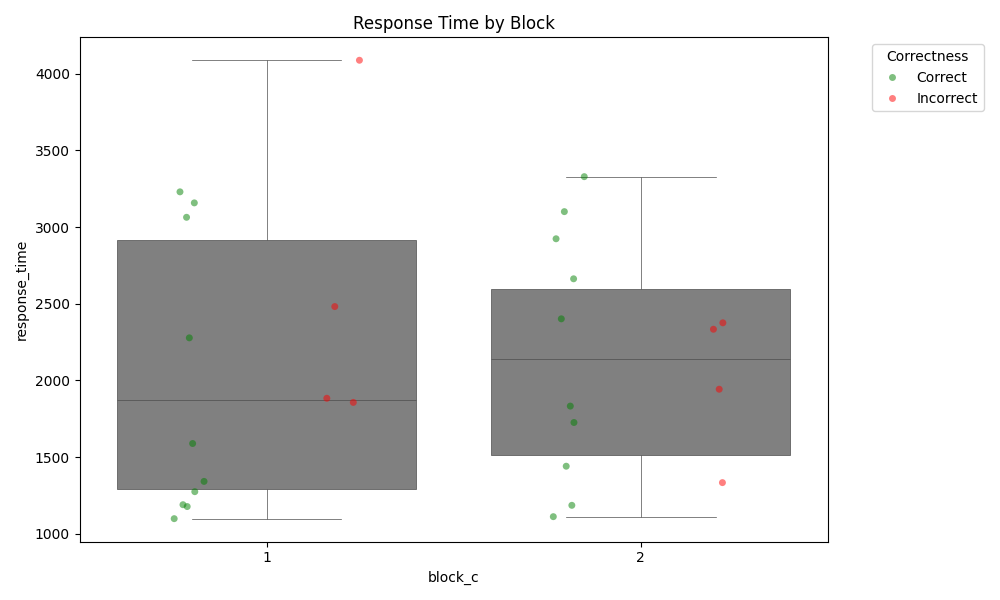 Response Time by Block
Correctness
Correct
Incorrect
response_time
4000
3500
3000
2500
2000
1500
1000
1
2
block_c